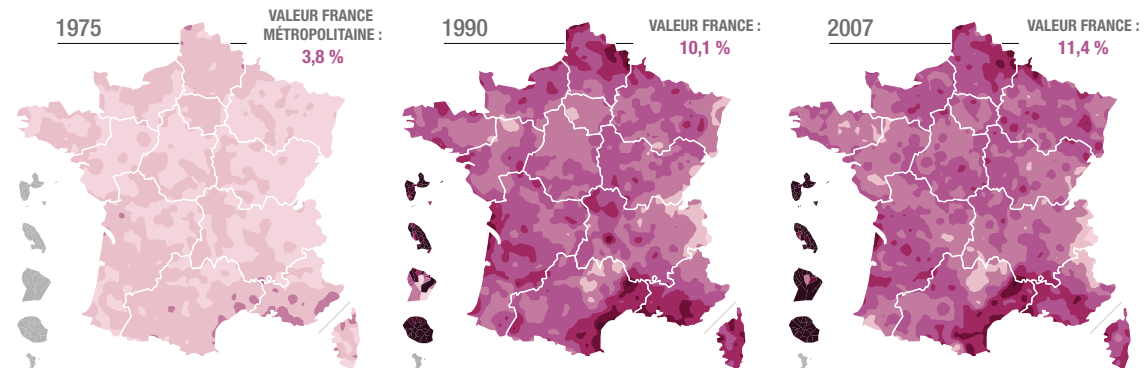 1975
VALEUR FRANCE
MÉTROPOLITAINE :
3,8 %
1990
VALEUR FRANCE :
10,1 %
2007
VALEUR FRANCE :
11,4 %